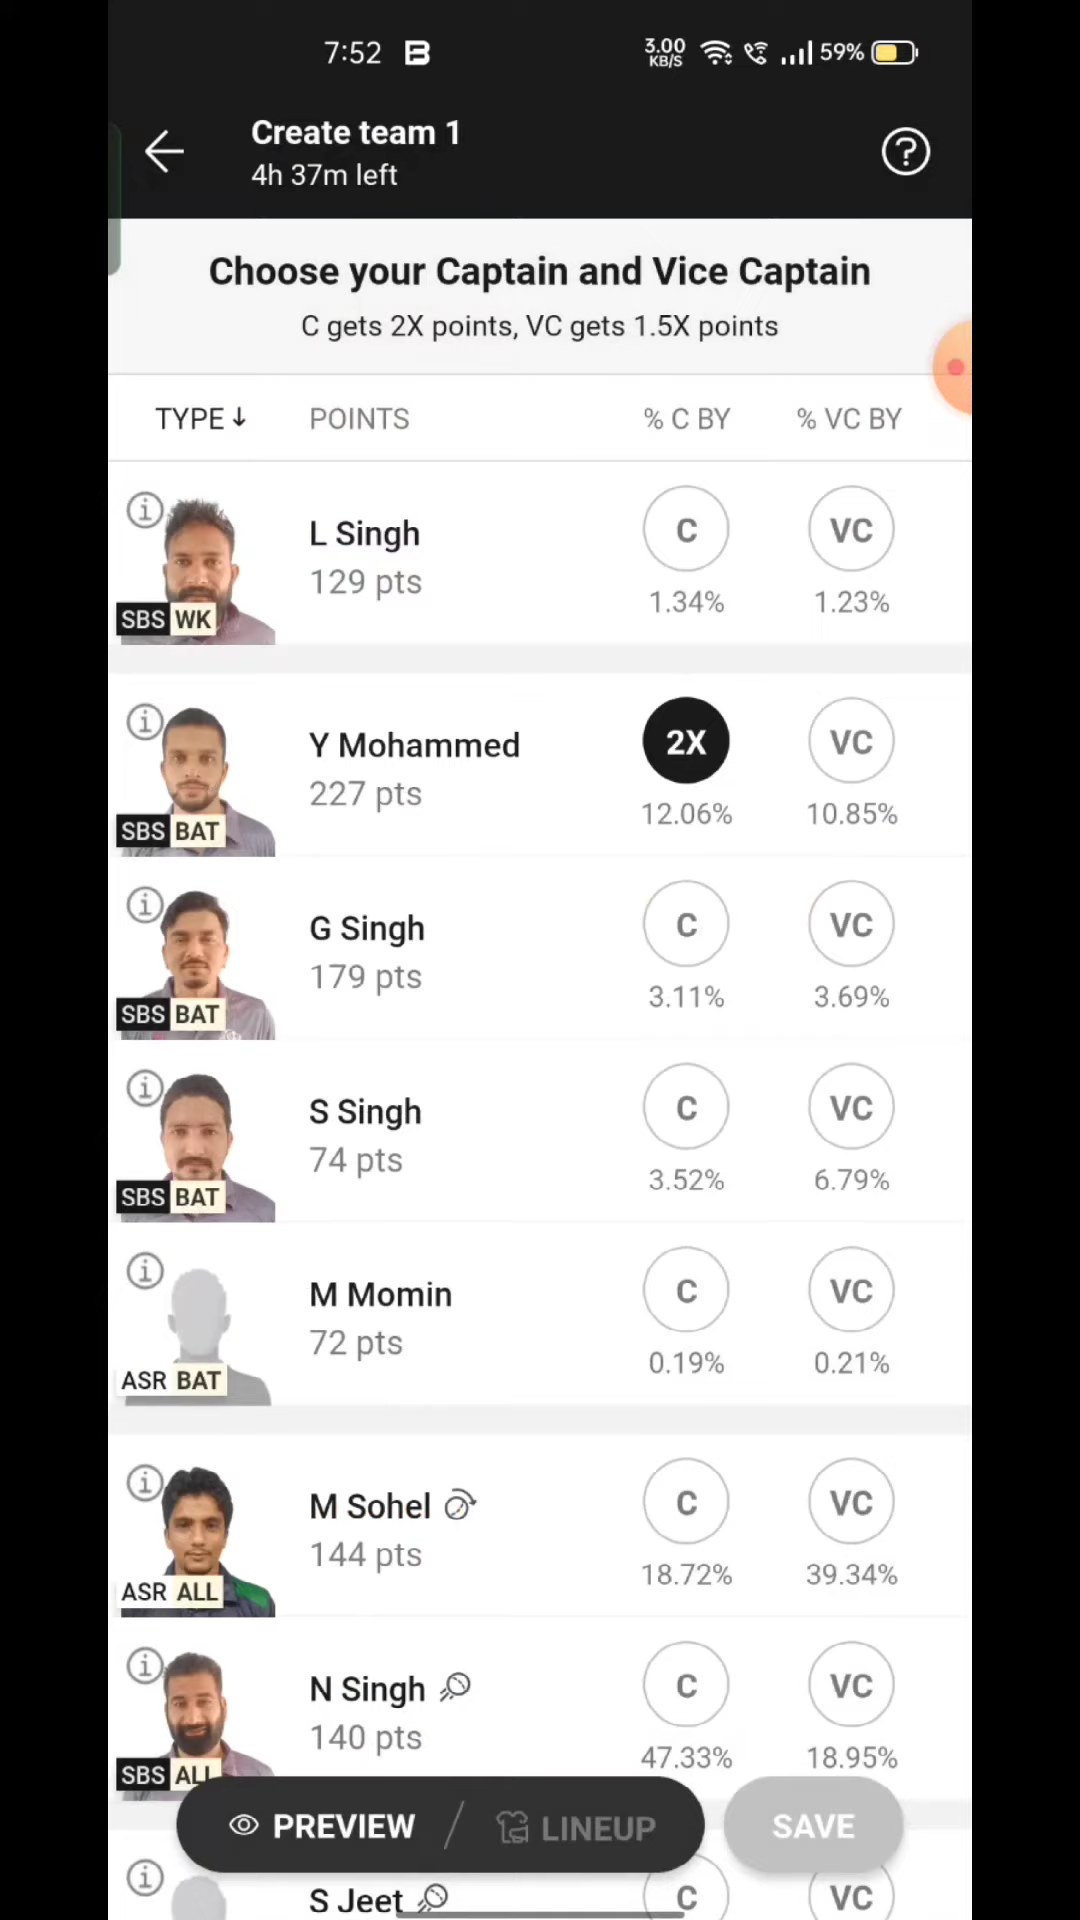 7:52 3.00 KB/S 59%
Create team 1
4h 37m left
Choose your Captain and Vice Captain
C gets 2X points, VC gets 1.5X points
TYPE↓ POINTS % C BY % VC BY
L Singh C VC
129 pts 1.34% 1.23%
SBS WK
Y Mohammed 2X VC
227 pts 12.06% 10.85%
SBS BAT
G Singh C VC
179 pts 3.11% 3.69%
SBS BAT
S Singh C VC
74 pts 3.52% 6.79%
SBS BAT
M Momin C VC
72 pts 0.19% 0.21%
ASR BAT
M Sohel C VC
144 pts 18.72% 39.34%
ASR ALL
N Singh C VC
140 pts 47.33% 18.95%
SBS ALL
PREVIEW / LINEUP SAVE
S Jeet C VC